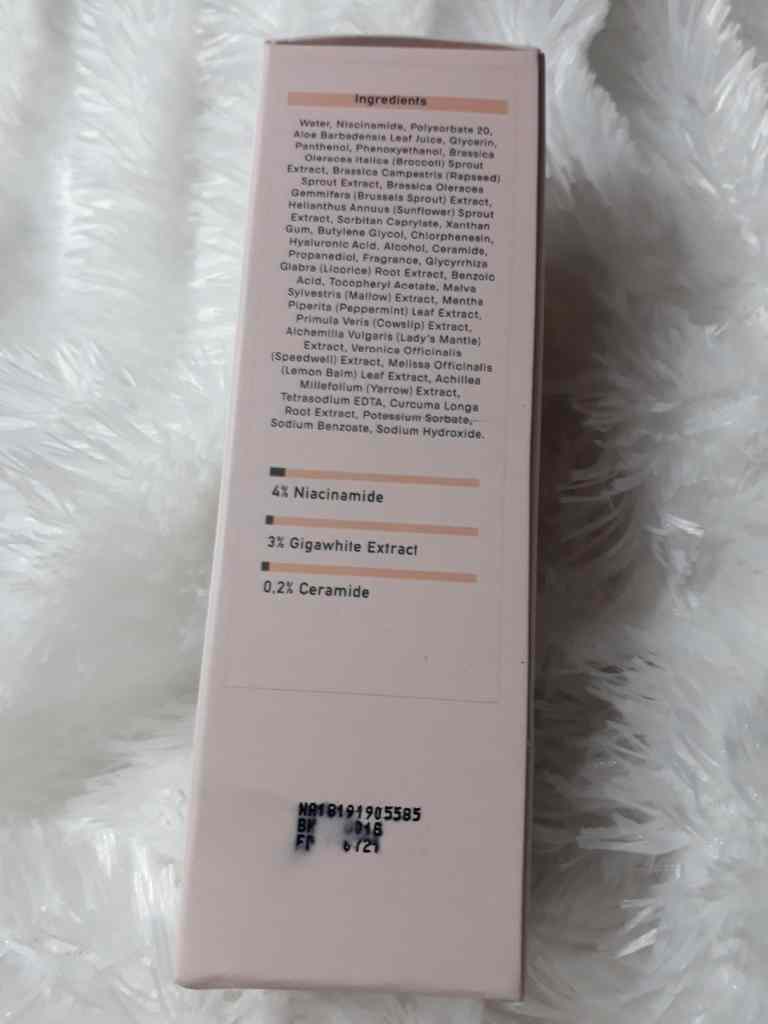 Ingredients
Water, Niacinamide, Polysorbate 20,
Aloe Barbadensis Leaf Juice, Glycerin,
Panthenol, Phenoxyethanol, Brassica
Oleracea Italica (Broccoli) Sprout
Extract, Brassica Campestris (Rapseed)
Sprout Extract, Brassica Oleracea
Gemmifera (Brussels Sprout) Extract,
Helianthus Annuus (Sunflower) Sprout
Extract, Sorbitan Caprylate, Xanthan
Gum, Butylene Glycol, Chlorphenesin,
Hyaluronic Acid, Alcohol, Ceramide,
Propanediol, Fragrance, Glycyrrhiza
Glabra (Licorice) Root Extract, Benzoic
Acid, Tocopheryl Acetate, Malva
Sylvestris (Mallow) Extract, Mentha
Piperita (Peppermint) Leaf Extract,
Primula Veris (Cowslip) Extract,
Alchemilla Vulgaris (Lady's Mantle)
Extract, Veronica Officinalis
(Speedwell) Extract, Melissa Officinalis
(Lemon Balm) Leaf Extract, Achillea
Millefolium (Yarrow) Extract,
Tetrasodium EDTA, Curcuma Longa
Root Extract, Potassium Sorbate,
Sodium Benzoate, Sodium Hydroxide.
4% Niacinamide
3% Gigawhite Extract
0,2% Ceramide
NA18191905585